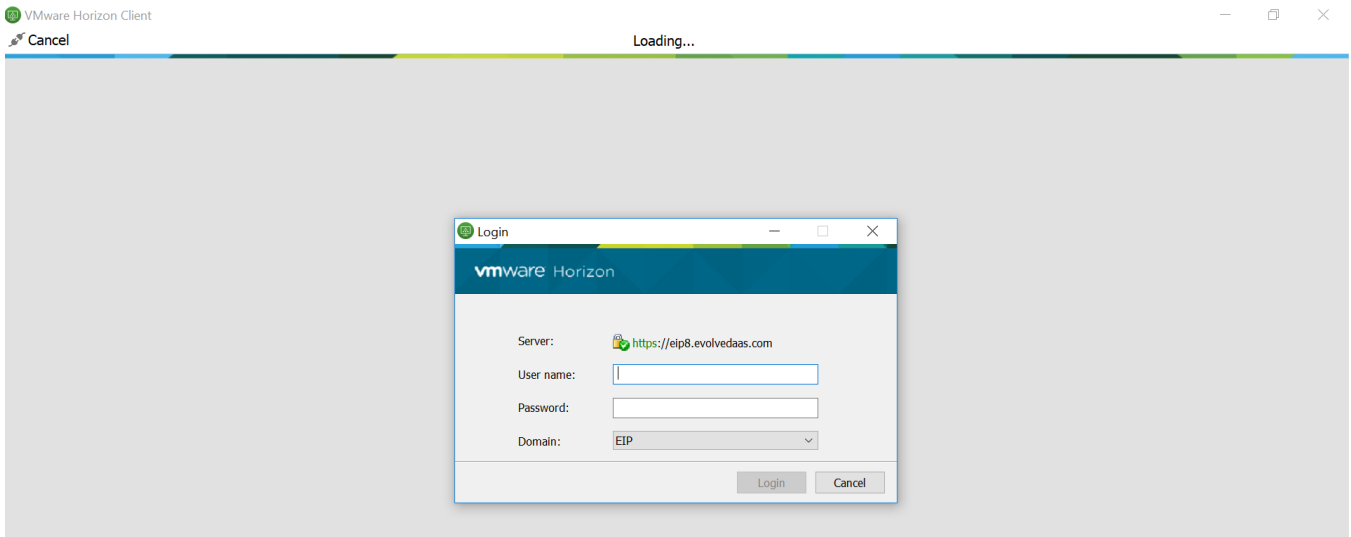 VMware Horizon Client
Cancel Loading...
Login
vmware Horizon
Server: https://eip8.evolvedaas.com
User name:
Password:
Domain: EIP
Login Cancel